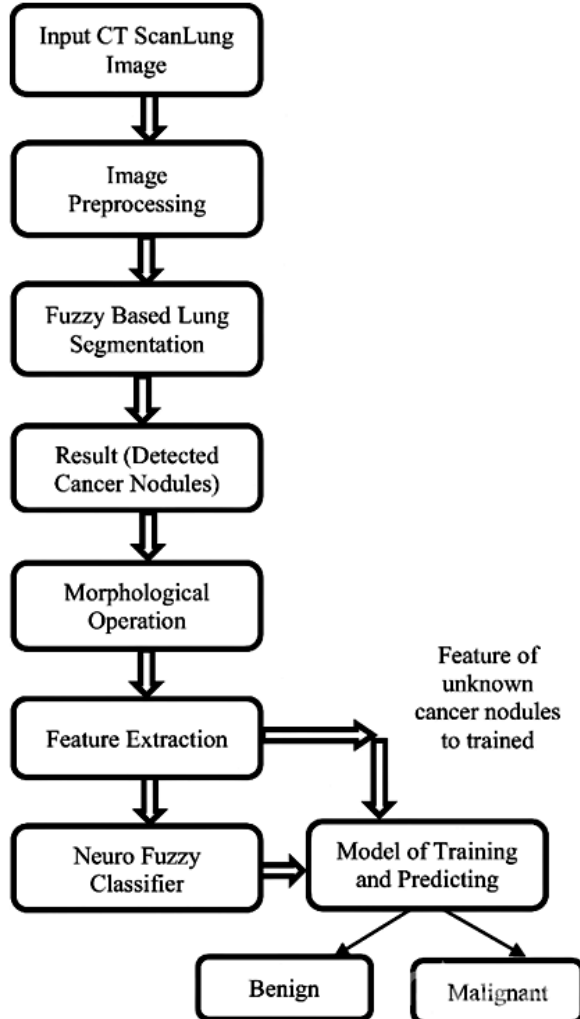 Input CT ScanLung
Image
Image
Preprocessing
Fuzzy Based Lung
Segmentation
Result (Detected
Cancer Nodules)
Morphological
Operation
Feature of
unknown
cancer nodules
to trained
Feature Extraction
Neuro Fuzzy
Classifier
Model of Training
and Predicting
Benign
Malignant